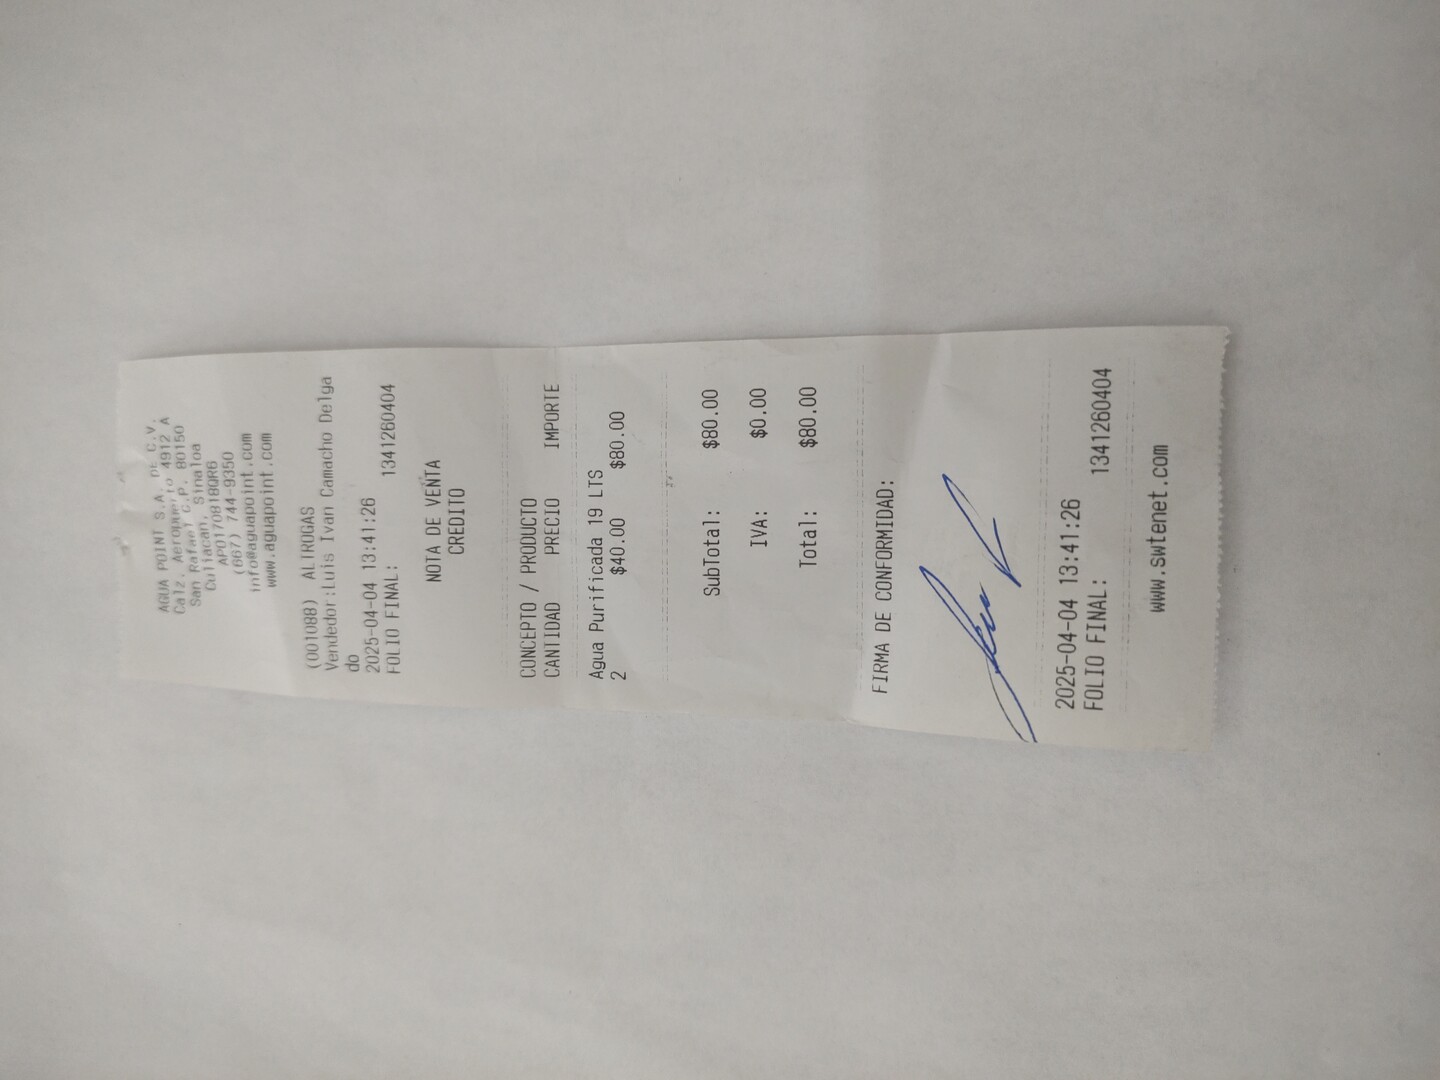 AGUA POINT S.A. DE C.V.
Calz. Aeropuerto 4912 A
San Rafael C.P. 80150
Culiacan, Sinaloa
APO170818QR6
(667) 744-9350
info@aguapoint.com
www.aguapoint.com
(001088) ALIROGAS
Vendedor:Luis Ivan Camacho Delga
do
2025-04-04 13:41:26
FOLIO FINAL: 1341260404
NOTA DE VENTA
CREDITO
CONCEPTO / PRODUCTO
CANTIDAD PRECIO IMPORTE
Agua Purificada 19 LTS
2 $40.00 $80.00
SubTotal: $80.00
IVA: $0.00
Total: $80.00
FIRMA DE CONFORMIDAD:
2025-04-04 13:41:26
FOLIO FINAL: 1341260404
www.swtenet.com